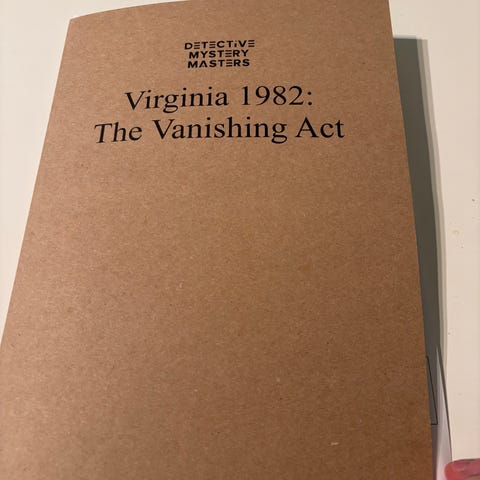 DETECTIVE
MYSTERY
MASTERS
Virginia 1982:
The Vanishing Act